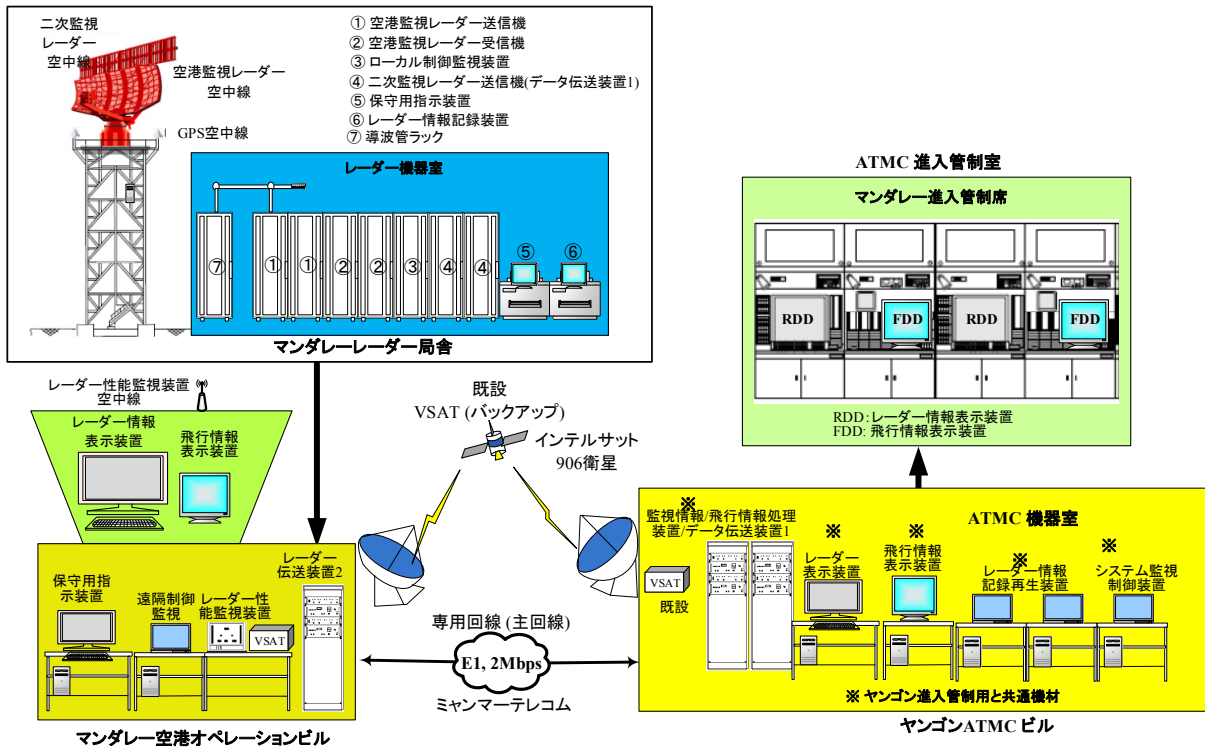 二次監視
レーダー
空中線
空港監視レーダー
空中線
GPS空中線
① 空港監視レーダー送信機
② 空港監視レーダー受信機
③ ローカル制御監視装置
④ 二次監視レーダー送信機(データ伝送装置1)
⑤ 保守用指示装置
⑥ レーダー情報記録装置
⑦ 導波管ラック
レーダー機器室
⑦
①
①
②
②
③
④
④
⑤
⑥
マンダレーレーダー局舎
ATMC 進入管制室
マンダレー進入管制席
RDD
FDD
RDD
FDD
RDD:レーダー情報表示装置
FDD: 飛行情報表示装置
レーダー性能監視装置
空中線
レーダー情報
表示装置
飛行情報
表示装置
既設
VSAT (バックアップ)
インテルサット
906衛星
保守用指
示装置
遠隔制御
監視
レーダー性
能監視装置
VSAT
レーダー
伝送装置2
マンダレー空港オペレーションビル
専用回線 (主回線)
E1, 2Mbps
ミャンマーテレコム
ATMC 機器室
※
監視情報/飛行情報処理
装置/データ伝送装置1
VSAT
既設
※
レーダー
表示装置
※
飛行情報
表示装置
※
レーダー情報
記録再生装置
※
システム監視
制御装置
※ ヤンゴン進入管制用と共通機材
ヤンゴンATMC ビル